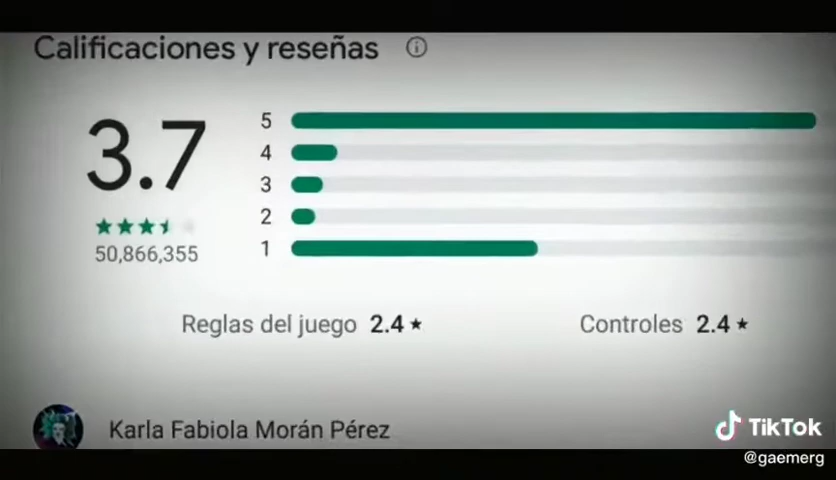 Calificaciones y reseñas
3.7
5
4
3
2
1
50,866,355
Reglas del juego 2.4 ★ Controles 2.4 ★
Karla Fabiola Morán Pérez
TikTok
@gaemerg